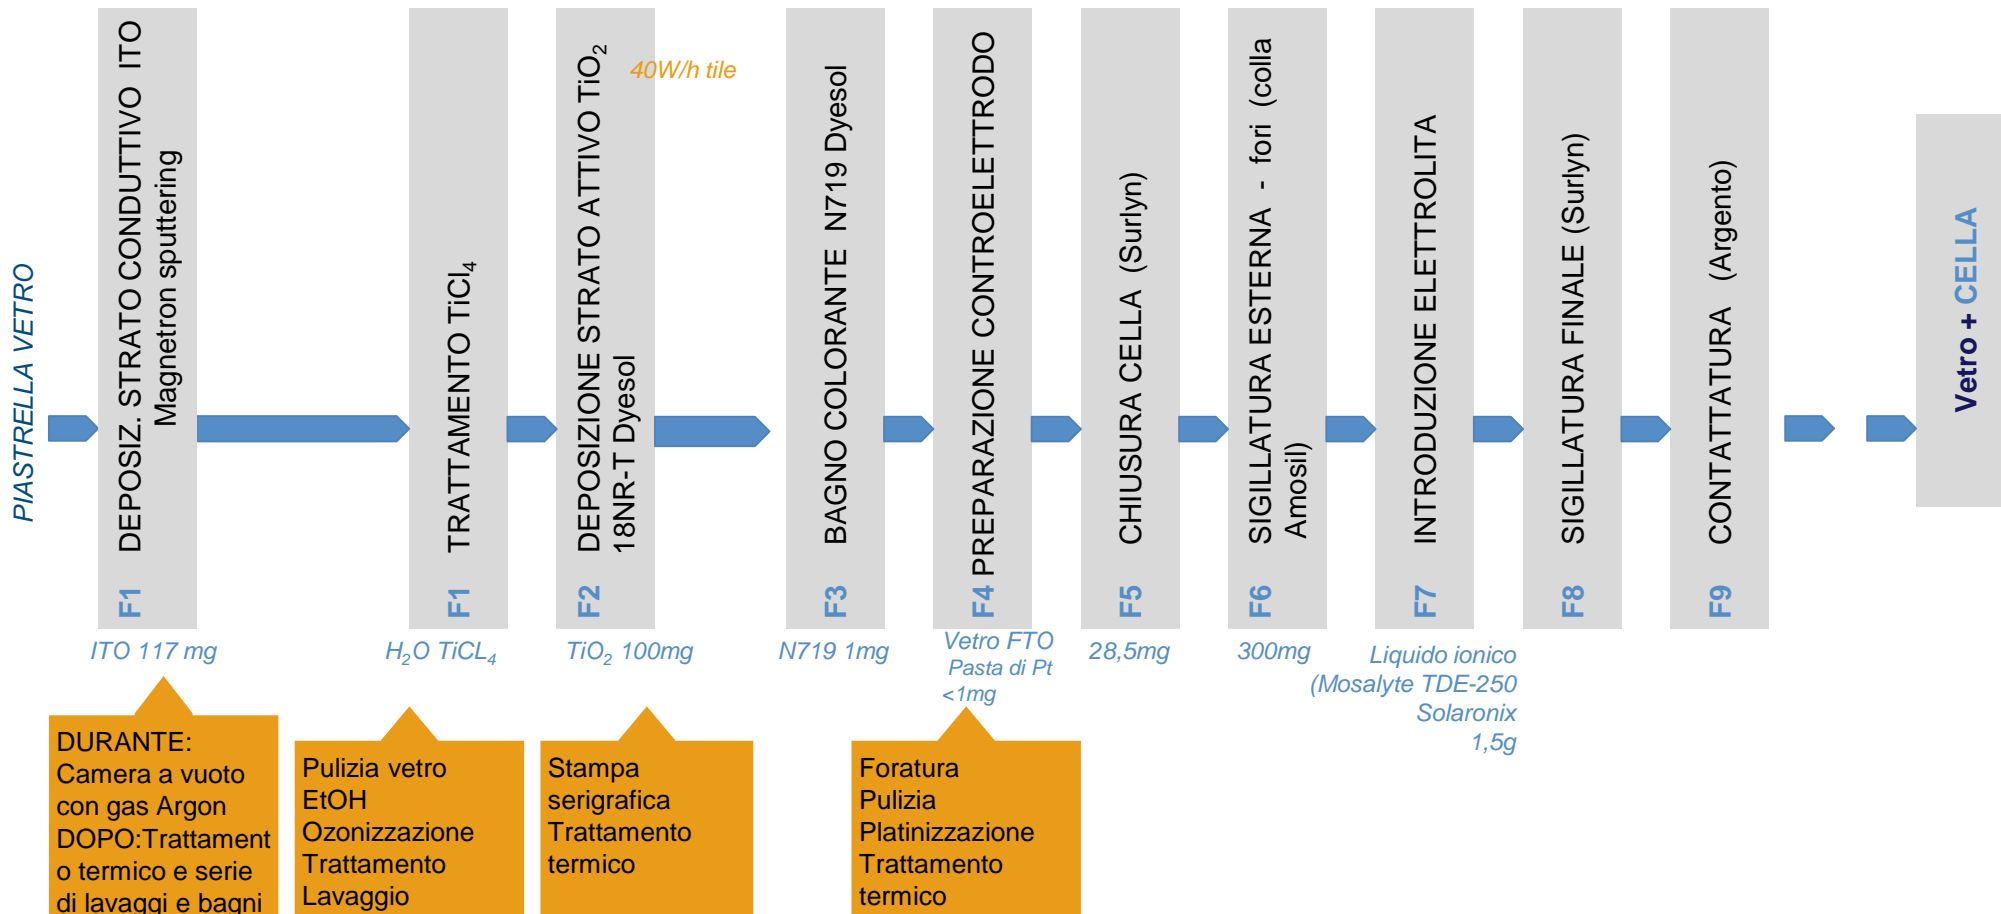 PIASTRELLA VETRO
F1 DEPOSIZ. STRATO CONDUTTIVO ITO
Magnetron sputtering
ITO 117 mg
DURANTE:
Camera a vuoto
con gas Argon
DOPO:Trattament
o termico e serie
di lavaggi e bagni
F1 TRATTAMENTO TiCl₄
H₂O TiCL₄
Pulizia vetro
EtOH
Ozonizzazione
Trattamento
Lavaggio
F2 DEPOSIZIONE STRATO ATTIVO TiO₂
18NR-T Dyesol
40W/h tile
TiO₂ 100mg
Stampa
serigrafica
Trattamento
termico
F3 BAGNO COLORANTE N719 Dyesol
N719 1mg
F4 PREPARAZIONE CONTROELETTRODO
Vetro FTO
Pasta di Pt
<1mg
Foratura
Pulizia
Platinizzazione
Trattamento
termico
F5 CHIUSURA CELLA (Surlyn)
28,5mg
F6 SIGILLATURA ESTERNA - fori (colla
Amosil)
300mg
F7 INTRODUZIONE ELETTROLITA
Liquido ionico
(Mosalyte TDE-250
Solaronix
1,5g
F8 SIGILLATURA FINALE (Surlyn)
F9 CONTATTATURA (Argento)
Vetro + CELLA